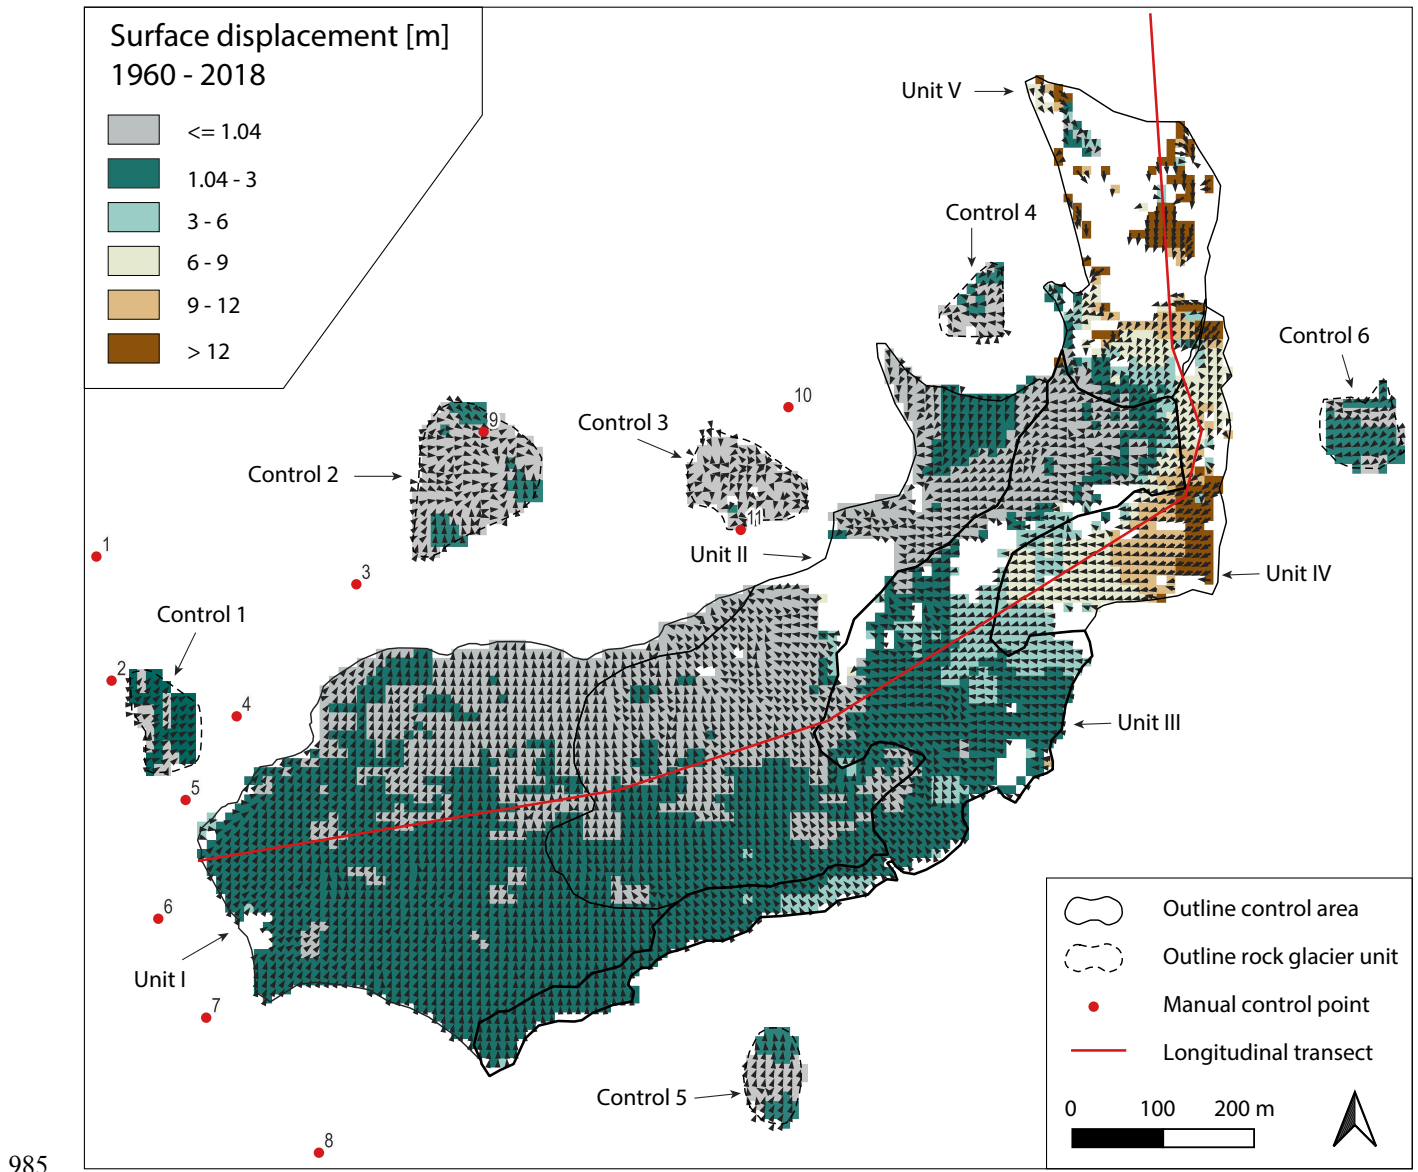 Surface displacement [m]
1960 - 2018
<= 1.04
1.04 - 3
3 - 6
6 - 9
9 - 12
> 12
Unit V
Control 4
Control 6
10
9
Control 3
Control 2
11
Unit II
1
3
Unit IV
Control 1
2
4
Unit III
5
6
Unit I
7
Control 5
8
Outline control area
Outline rock glacier unit
Manual control point
Longitudinal transect
0 100 200 m
985